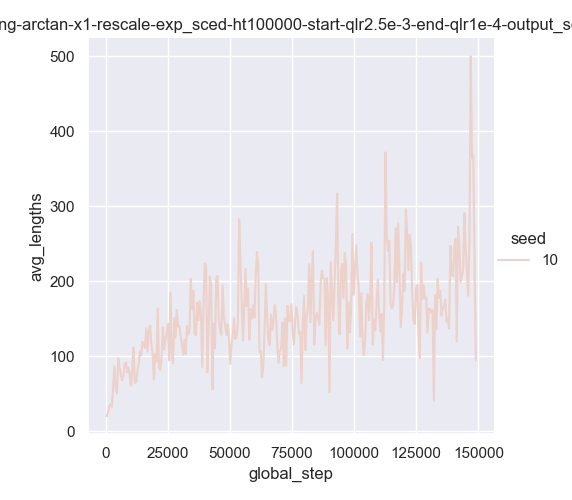 ng-arctan-x1-rescale-exp_sced-ht100000-start-qlr2.5e-3-end-qlr1e-4-output_s
500
400
300
200
100
0
avg_lengths
0 25000 50000 75000 100000 125000 150000
global_step
seed
10